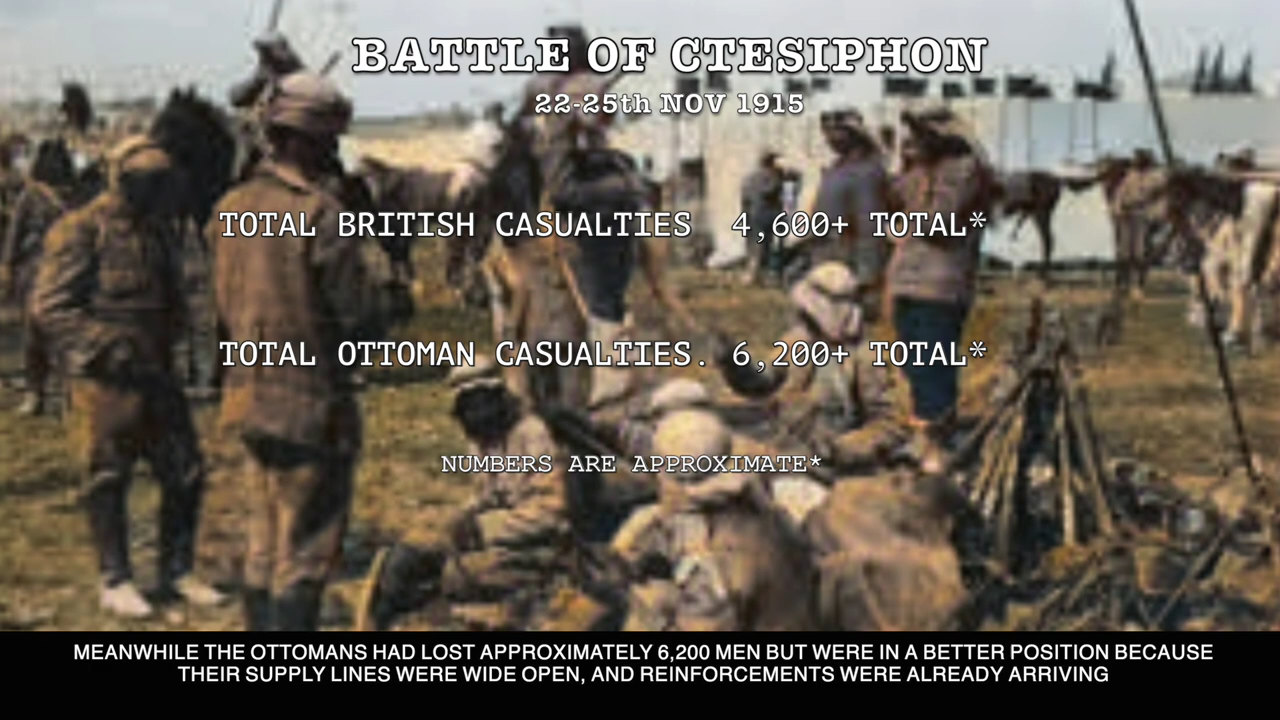 BATTLE OF CTESIPHON
22-25th NOV 1915
TOTAL BRITISH CASUALTIES  4,600+ TOTAL*
TOTAL OTTOMAN CASUALTIES. 6,200+ TOTAL*
NUMBERS ARE APPROXIMATE*
MEANWHILE THE OTTOMANS HAD LOST APPROXIMATELY 6,200 MEN BUT WERE IN A BETTER POSITION BECAUSE
THEIR SUPPLY LINES WERE WIDE OPEN, AND REINFORCEMENTS WERE ALREADY ARRIVING